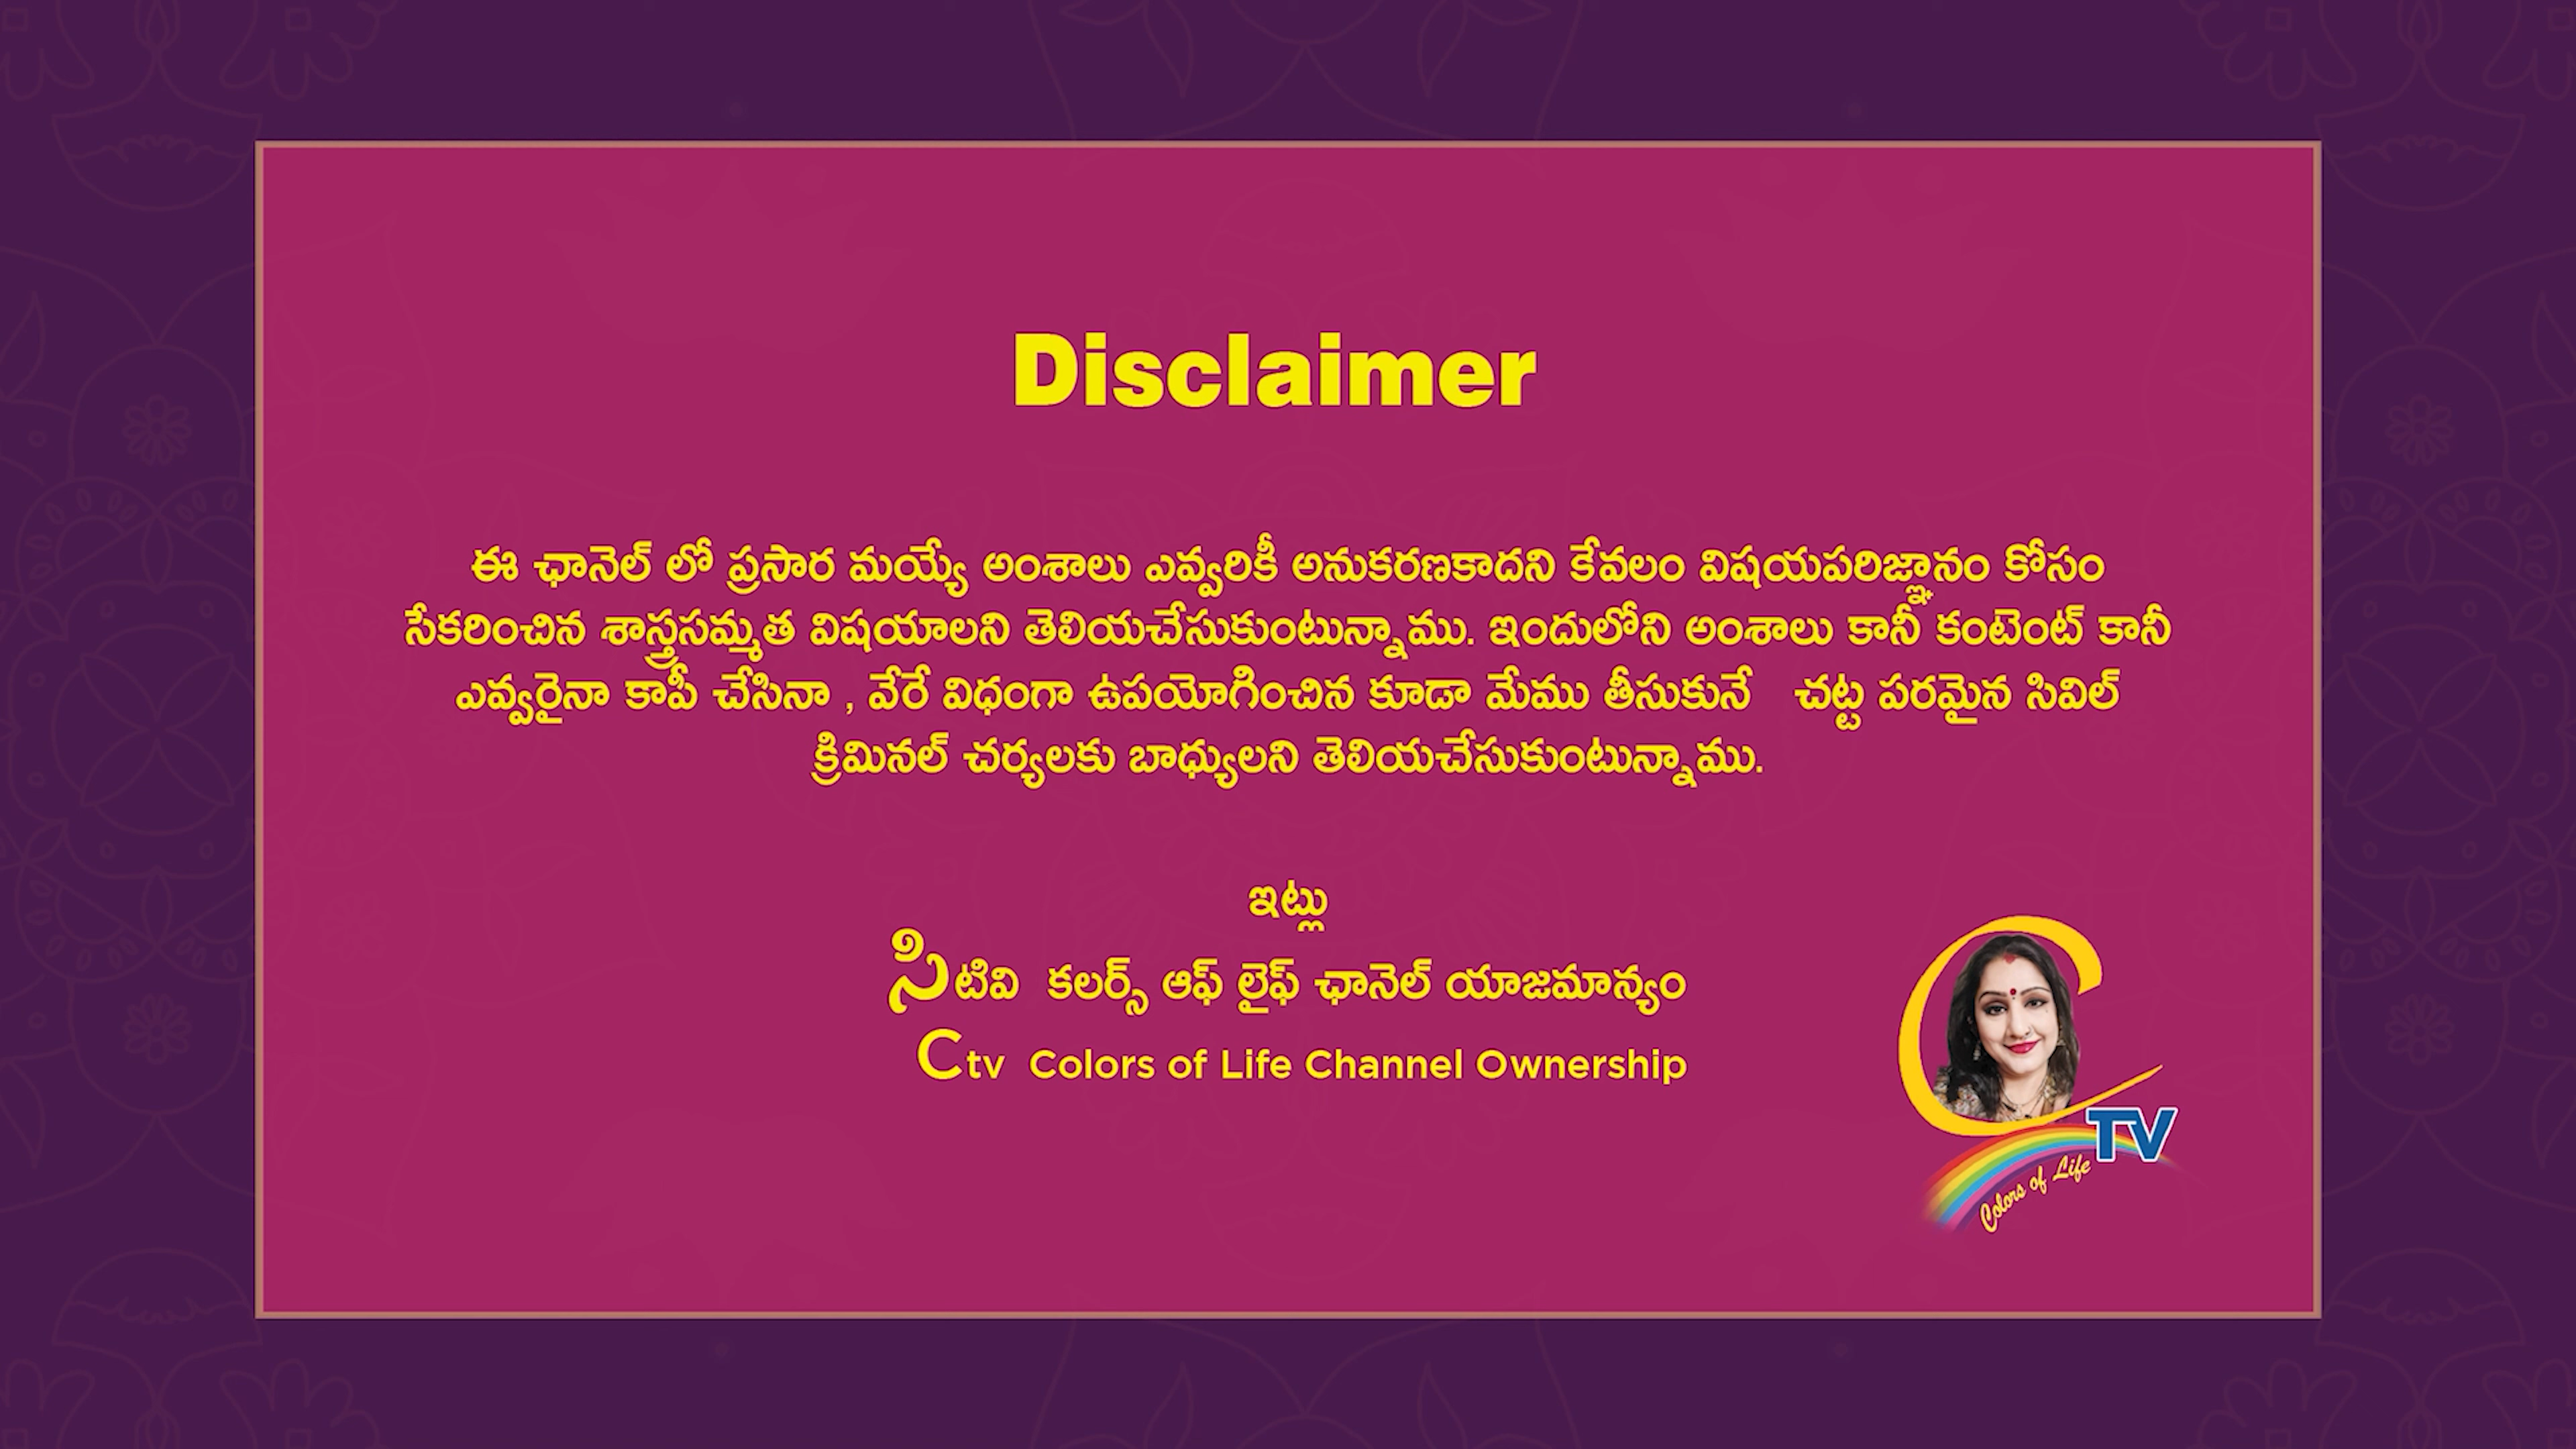 Disclaimer
ఈ ఛానెల్ లో ప్రసార మయ్యే అంశాలు ఎవ్వరికీ అనుకరణకాదని కేవలం విషయపరిజ్ఞానం కోసం
సేకరించిన శాస్త్రసమ్మత విషయాలని తెలియచేసుకుంటున్నాము. ఇందులోని అంశాలు కానీ కంటెంట్ కానీ
ఎవ్వరైనా కాపీ చేసినా , వేరే విధంగా ఉపయోగించిన కూడా మేము తీసుకునే చట్ట పరమైన సివిల్
క్రిమినల్ చర్యలకు బాధ్యులని తెలియచేసుకుంటున్నాము.
ఇట్లు
సిటివి కలర్స్ ఆఫ్ లైఫ్ ఛానెల్ యాజమాన్యం
Ctv Colors of Life Channel Ownership
C TV
Colors of Life